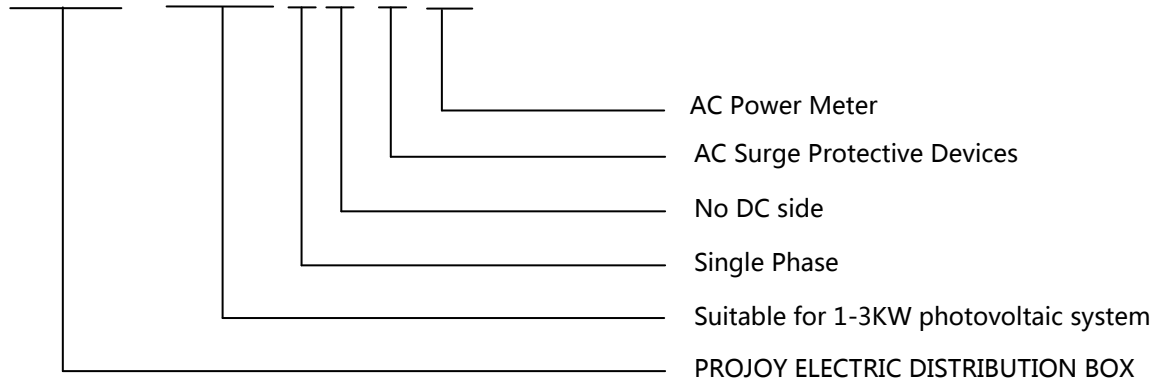 AC Power Meter
AC Surge Protective Devices
No DC side
Single Phase
Suitable for 1-3KW photovoltaic system
PROJOY ELECTRIC DISTRIBUTION BOX